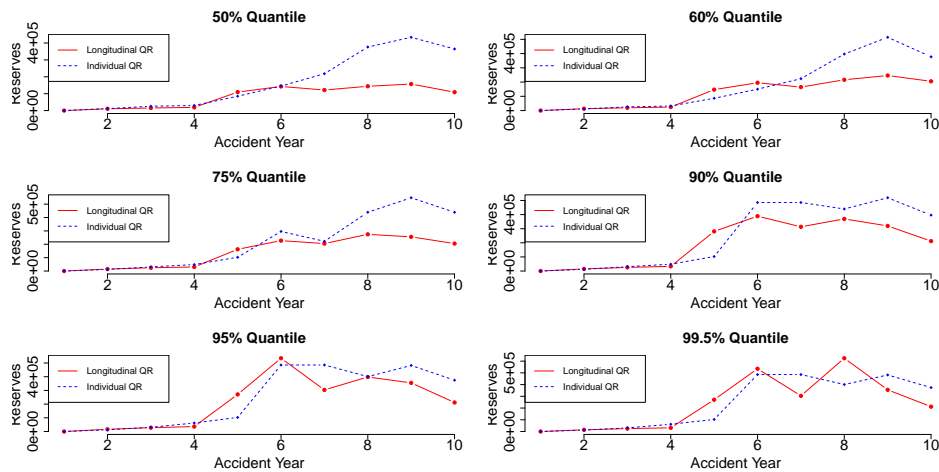 50% Quantile
Reserves
0e+00 4e+05
Longitudinal QR
Individual QR
2 4 6 8 10
Accident Year
60% Quantile
Reserves
0e+00 4e+05
Longitudinal QR
Individual QR
2 4 6 8 10
Accident Year
75% Quantile
Reserves
0e+00 5e+05
Longitudinal QR
Individual QR
2 4 6 8 10
Accident Year
90% Quantile
Reserves
0e+00 4e+05
Longitudinal QR
Individual QR
2 4 6 8 10
Accident Year
95% Quantile
Reserves
0e+00 4e+05
Longitudinal QR
Individual QR
2 4 6 8 10
Accident Year
99.5% Quantile
Reserves
0e+00 5e+05
Longitudinal QR
Individual QR
2 4 6 8 10
Accident Year